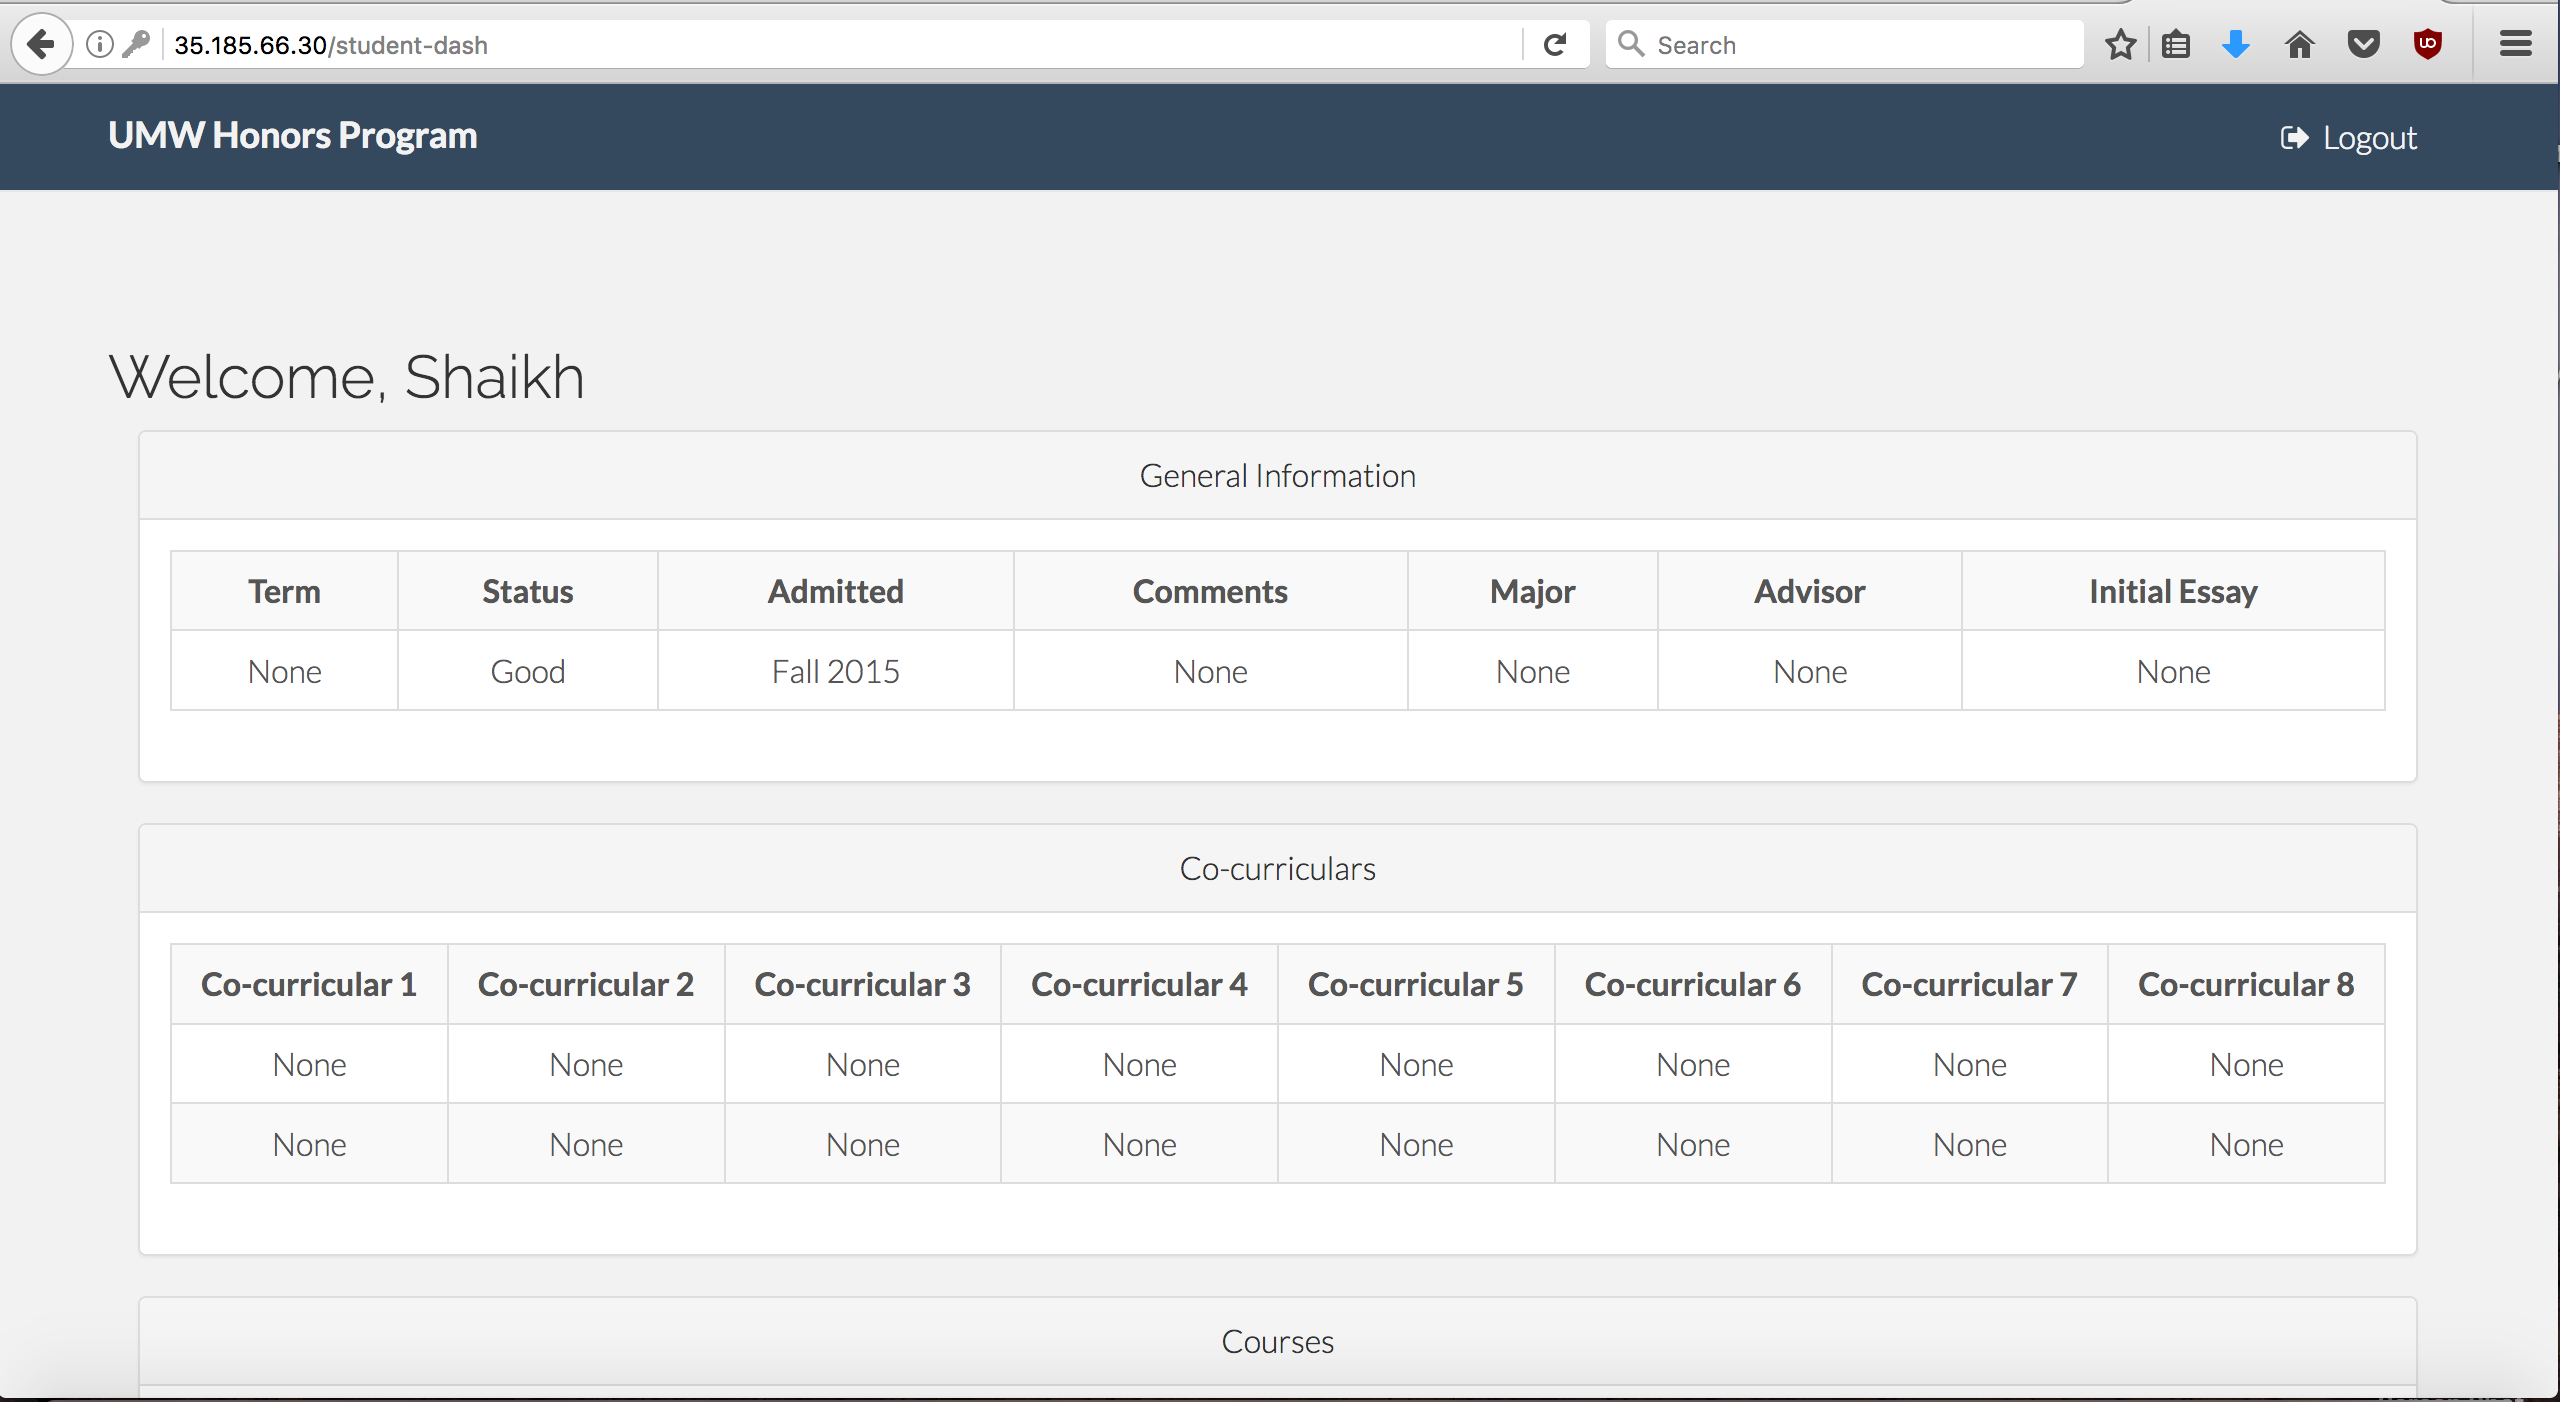 35.185.66.30/student-dash
Search
UMW Honors Program
Logout
Welcome, Shaikh
General Information
Term Status Admitted Comments Major Advisor Initial Essay
None Good Fall 2015 None None None None
Co-curriculars
Co-curricular 1 Co-curricular 2 Co-curricular 3 Co-curricular 4 Co-curricular 5 Co-curricular 6 Co-curricular 7 Co-curricular 8
None None None None None None None None
None None None None None None None None
Courses